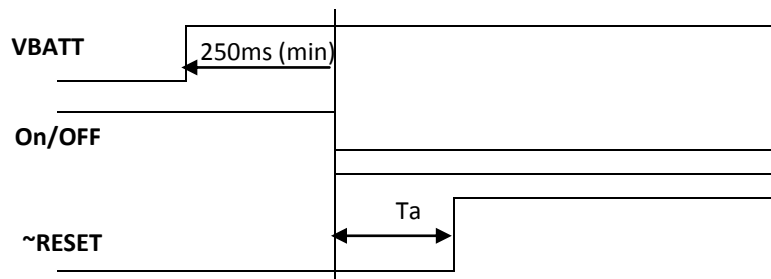 VBATT
250ms (min)
On/OFF
Ta
~RESET